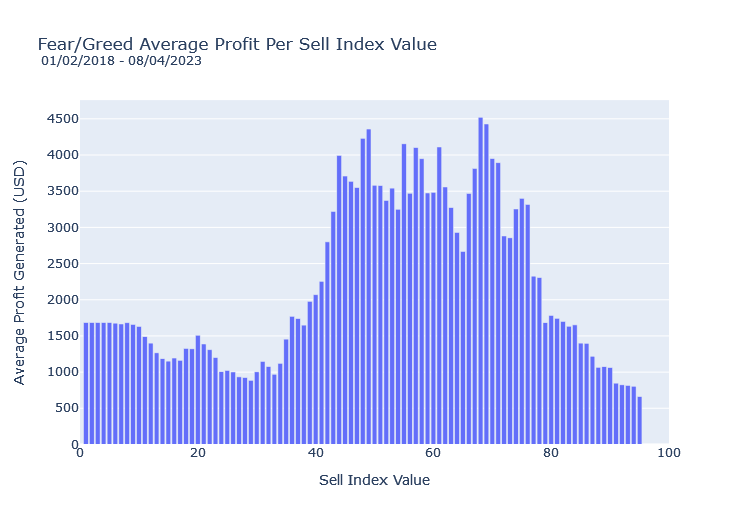 Fear/Greed Average Profit Per Sell Index Value
01/02/2018 - 08/04/2023
Average Profit Generated (USD)
4500
4000
3500
3000
2500
2000
1500
1000
500
0
0 20 40 60 80 100
Sell Index Value